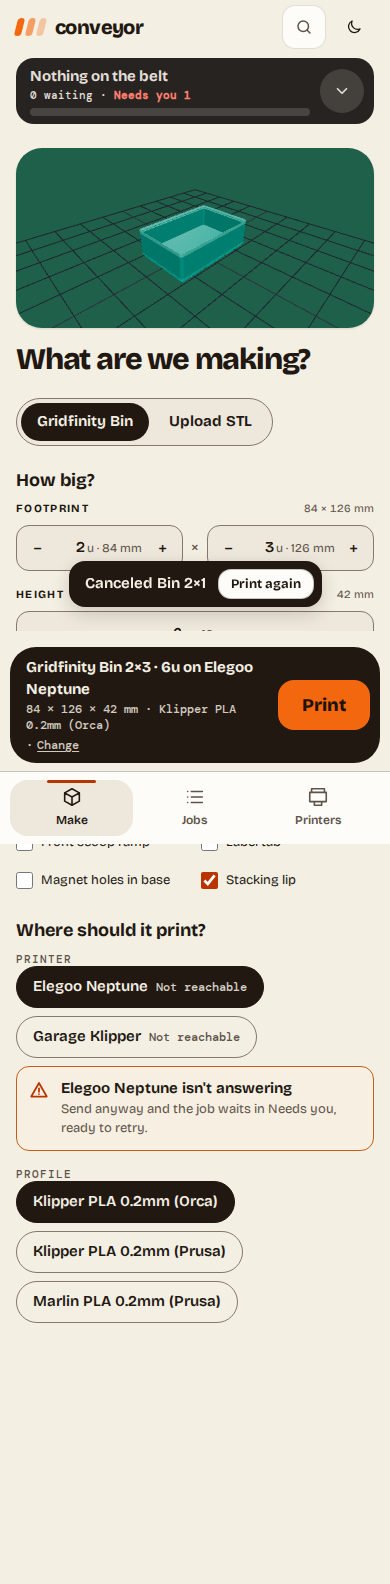 conveyor
Nothing on the belt
0 waiting · Needs you 1
What are we making?
Gridfinity Bin
Upload STL
How big?
FOOTPRINT
84 × 126 mm
− 2 u · 84 mm + × − 3 u · 126 mm +
Canceled Bin 2×1
Print again
HEIGHT
42 mm
Gridfinity Bin 2×3 · 6u on Elegoo
Neptune
84 × 126 × 42 mm · Klipper PLA
0.2mm (Orca)
· Change
Print
Make
Jobs
Printers
Magnet holes in base
Stacking lip
Where should it print?
PRINTER
Elegoo Neptune Not reachable
Garage Klipper Not reachable
Elegoo Neptune isn't answering
Send anyway and the job waits in Needs you,
ready to retry.
PROFILE
Klipper PLA 0.2mm (Orca)
Klipper PLA 0.2mm (Prusa)
Marlin PLA 0.2mm (Prusa)